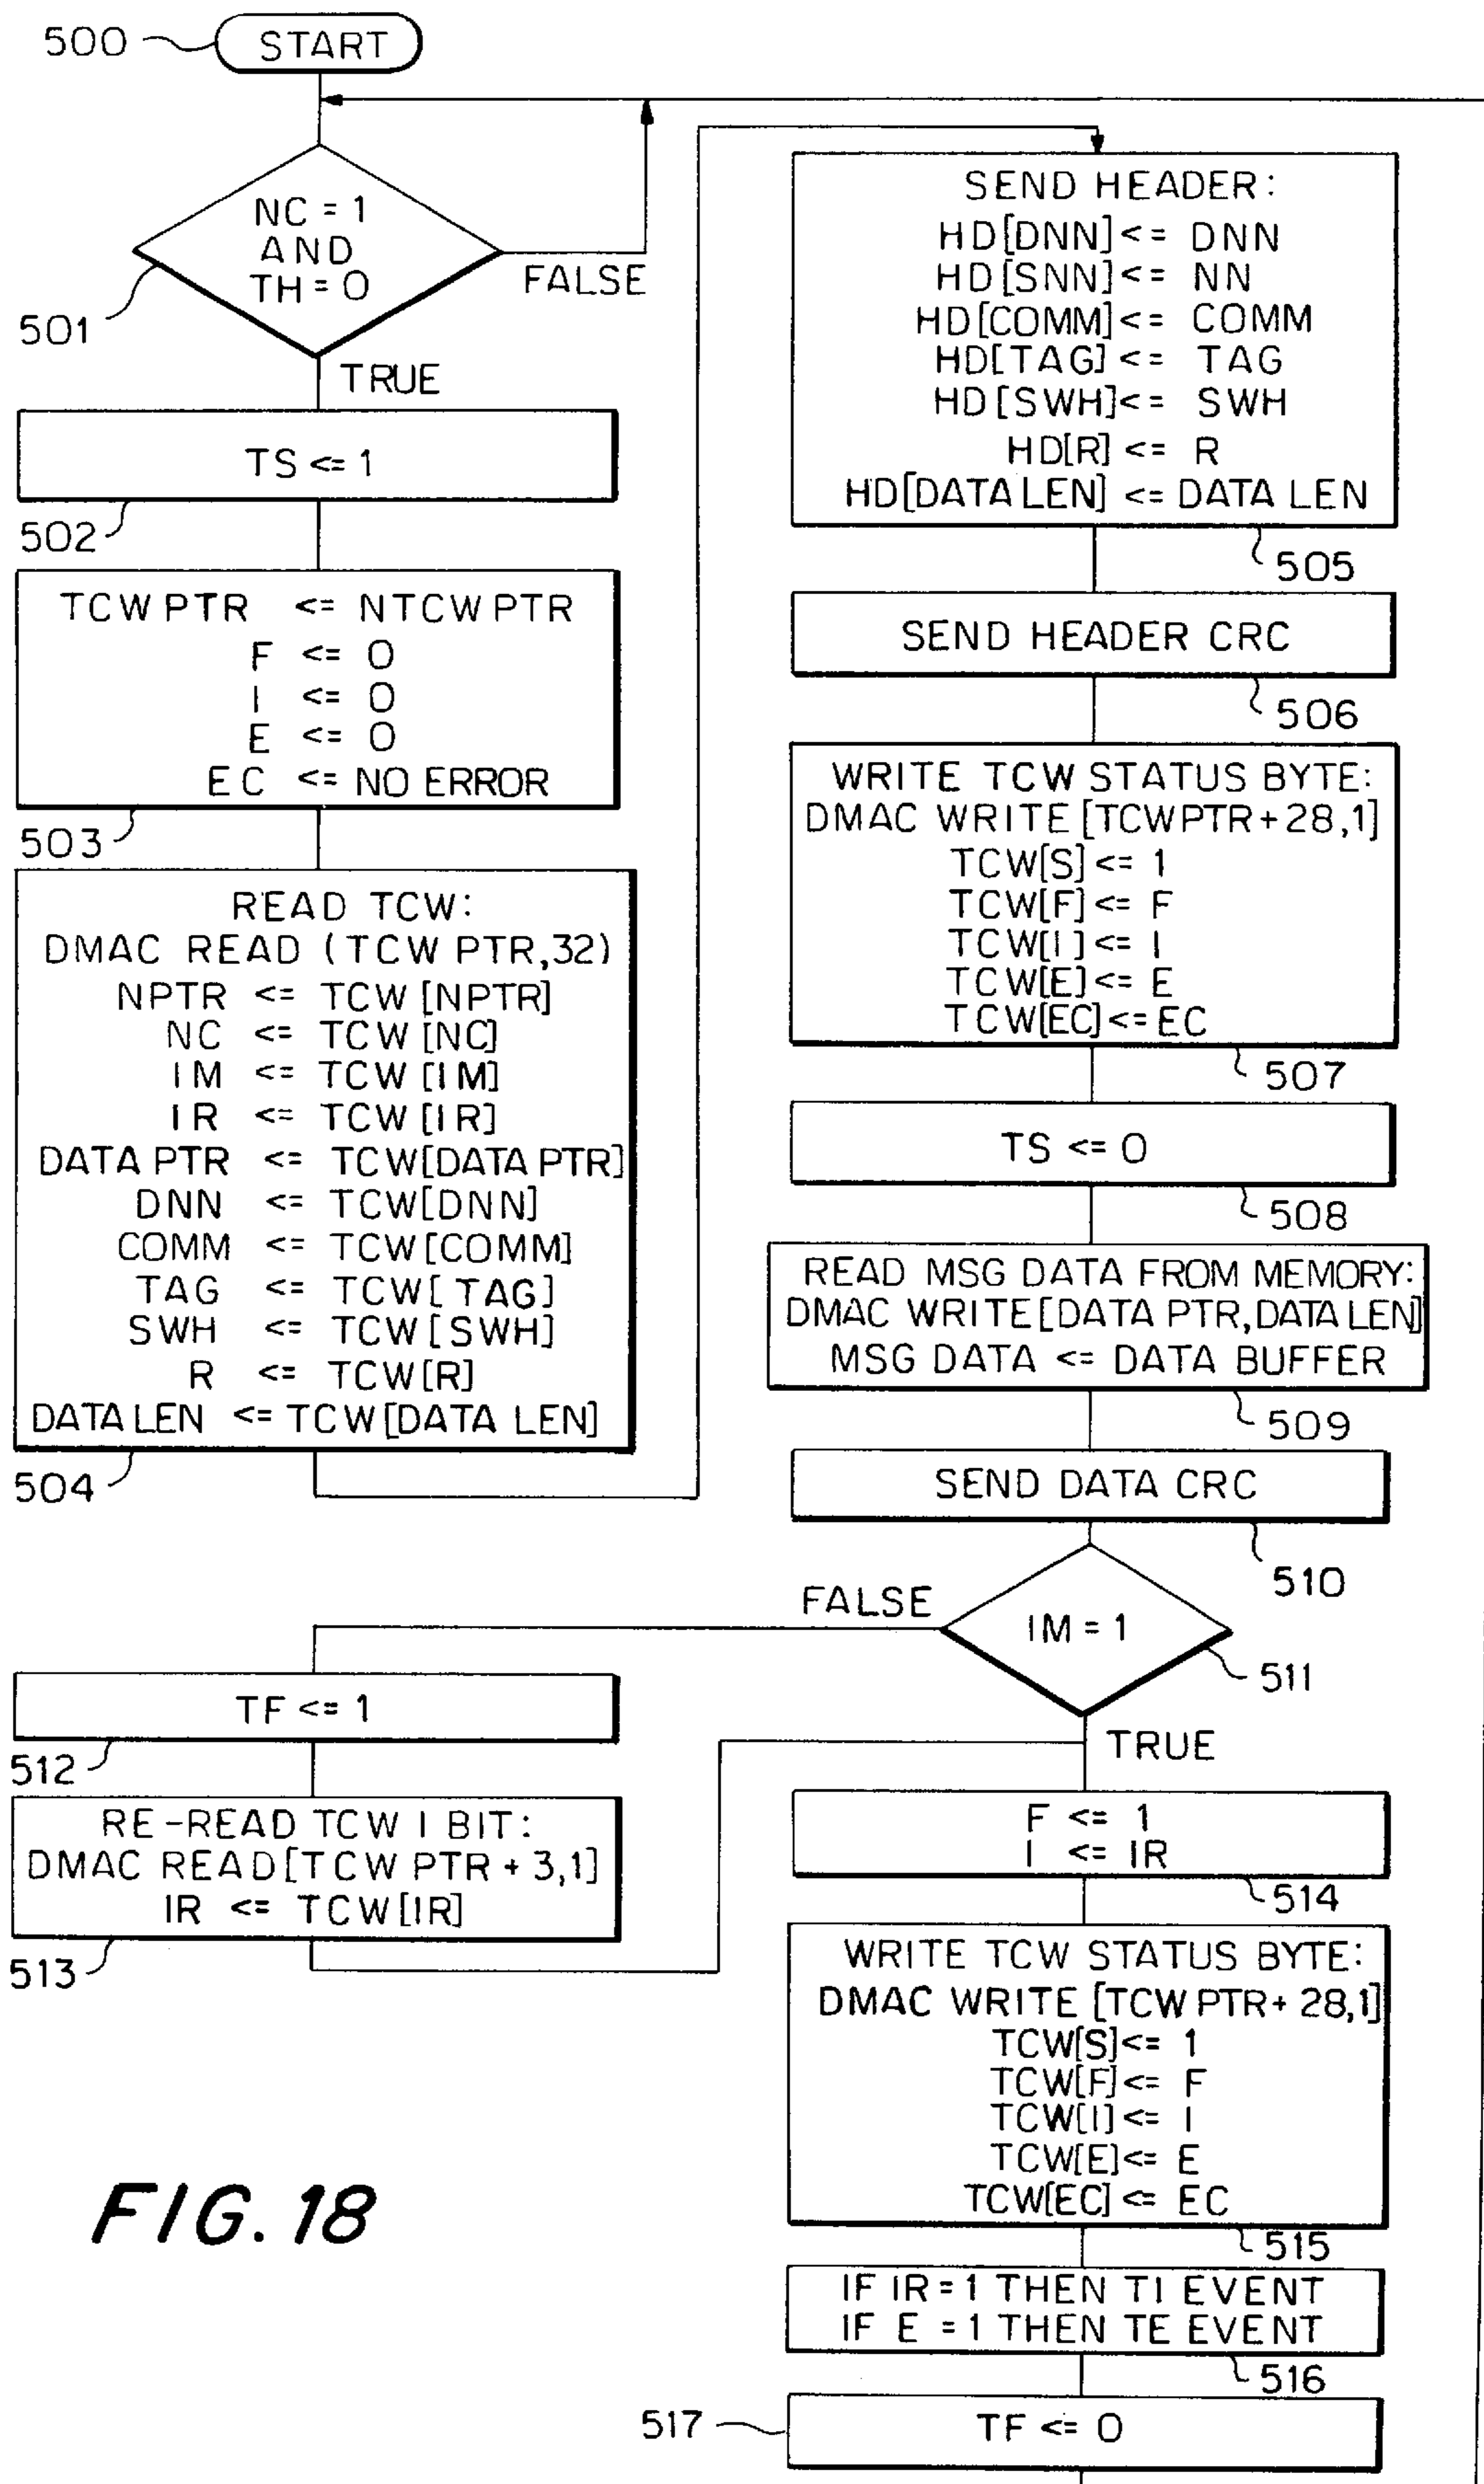 500
START
NC = 1
AND
TH = 0
FALSE
501
TRUE
TS <= 1
502
TCW PTR <= NTCW PTR
F <= 0
I <= 0
E <= 0
EC <= NO ERROR
503
READ TCW:
DMAC READ (TCW PTR,32)
NPTR <= TCW [NPTR]
NC <= TCW [NC]
IM <= TCW [IM]
IR <= TCW [IR]
DATA PTR <= TCW[DATA PTR]
DNN <= TCW[DNN]
COMM <= TCW[COMM]
TAG <= TCW[TAG]
SWH <= TCW[SWH]
R <= TCW[R]
DATA LEN <= TCW[DATA LEN]
504
SEND HEADER:
HD[DNN] <= DNN
HD[SNN] <= NN
HD[COMM] <= COMM
HD[TAG] <= TAG
HD[SWH] <= SWH
HD[R] <= R
HD[DATA LEN] <= DATA LEN
505
SEND HEADER CRC
506
WRITE TCW STATUS BYTE:
DMAC WRITE [TCW PTR+28,1]
TCW[S] <= 1
TCW[F] <= F
TCW[I] <= I
TCW[E] <= E
TCW[EC] <= EC
507
TS <= 0
508
READ MSG DATA FROM MEMORY:
DMAC WRITE[DATA PTR,DATA LEN]
MSG DATA <= DATA BUFFER
509
SEND DATA CRC
510
FALSE
IM = 1
511
TRUE
TF <= 1
512
RE-READ TCW I BIT:
DMAC READ[TCW PTR + 3,1]
IR <= TCW[IR]
513
F <= 1
I <= IR
514
WRITE TCW STATUS BYTE:
DMAC WRITE [TCW PTR+ 28,1]
TCW[S] <= 1
TCW[F] <= F
TCW[I] <= I
TCW[E] <= E
TCW[EC] <= EC
515
IF IR = 1 THEN TI EVENT
IF E = 1 THEN TE EVENT
516
517
TF <= 0
FIG. 18